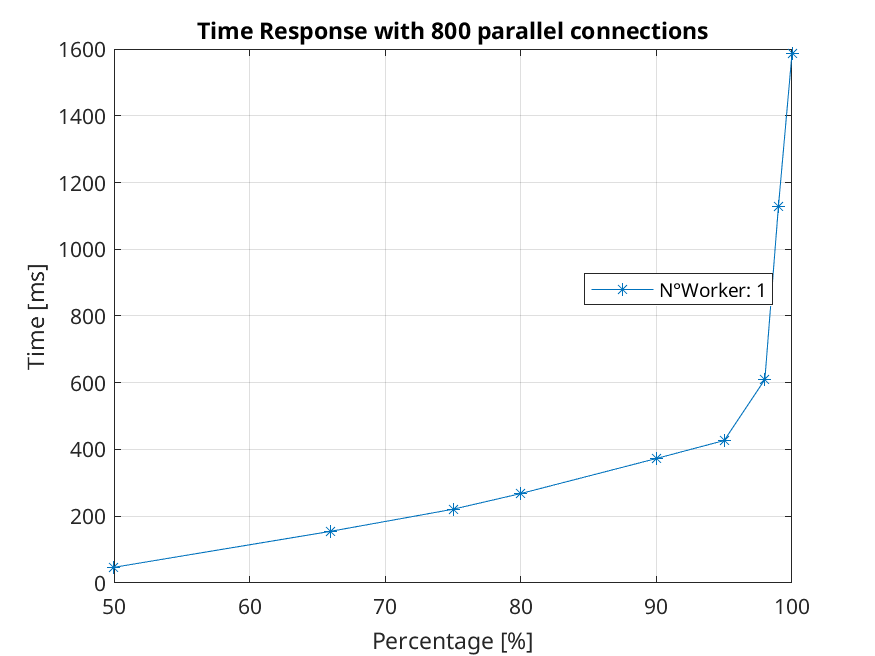 Time Response with 800 parallel connections
1600
1400
1200
1000
800
600
400
200
0
Time [ms]
N°Worker: 1
50 60 70 80 90 100
Percentage [%]